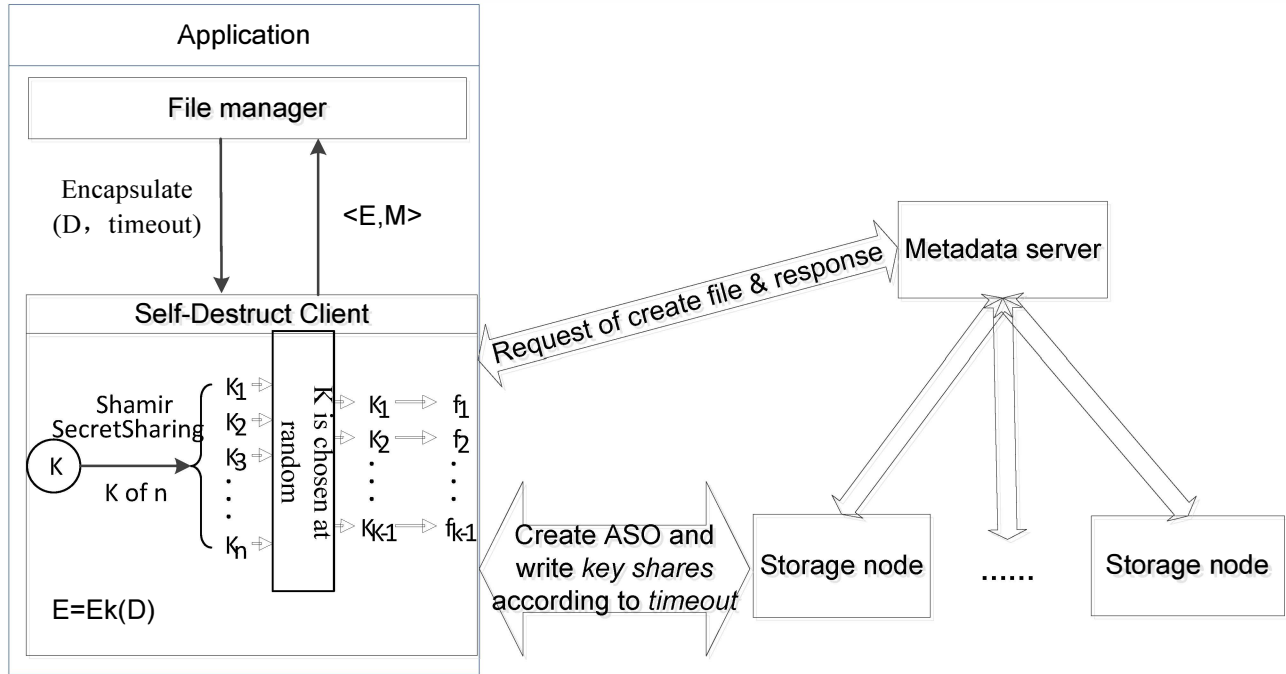 Application
File manager
Encapsulate
(D，timeout)
<E,M>
Self-Destruct Client
Shamir
SecretSharing
K
K of n
K1
K2
K3
Kn
K is chosen at
random
K1
f1
K2
f2
KK-1
fk-1
E=Ek(D)
Request of create file & response
Metadata server
Create ASO and
write key shares
according to timeout
Storage node
......
Storage node